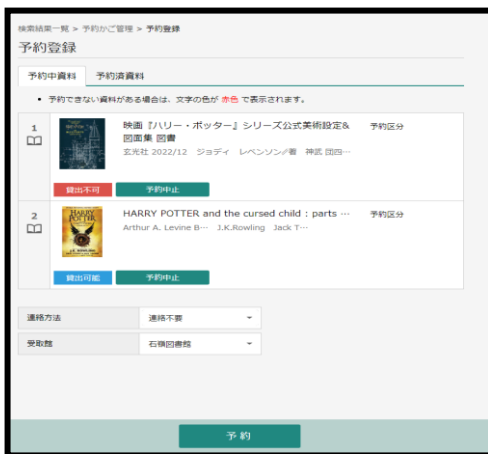 検索結果一覧 > 予約かご管理 > 予約登録
予約登録
予約中資料 予約済資料
• 予約できない資料がある場合は、文字の色が 赤色 で表示されます。
1 映画『ハリー・ポッター』シリーズ公式美術設定& 予約区分
図面集 図書
玄光社 2022/12 ジョディ レベンソン/著 神武 団四…
貸出不可 予約中止
2 HARRY POTTER and the cursed child : parts … 予約区分
Arthur A. Levine B… J.K.Rowling Jack T…
HARRY POTTER
貸出可能 予約中止
連絡方法 連絡不要
受取館 石嶺図書館
予約